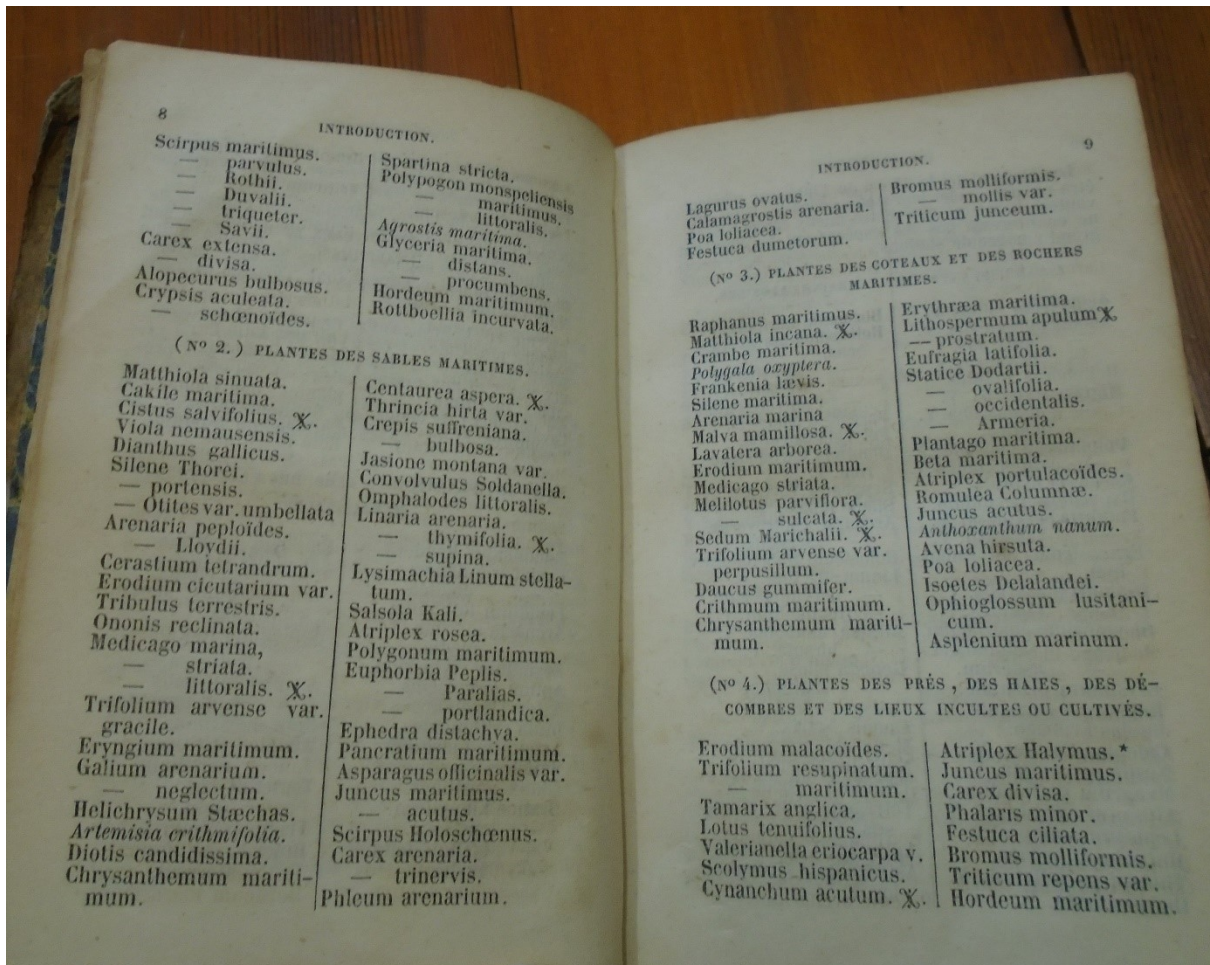 8
INTRODUCTION.
Scirpus maritimus.
— parvulus.
— Rothii.
— Duvalii.
— triqueter.
— Savii.
Carex extensa.
— divisa.
Alopecurus bulbosus.
Crypsis aculeata.
— schœnoïdes.
Spartina stricta.
Polypogon monspeliensis
— maritimus.
— littoralis.
Agrostis maritima.
Glyceria maritima.
— distans.
— procumbens.
Hordeum maritimum.
Rottboellia incurvata.
(Nº 2.) PLANTES DES SABLES MARITIMES.
Matthiola sinuata.
Cakile maritima.
Cistus salvifolius. X.
Viola nemausensis.
Dianthus gallicus.
Silene Thorei.
— portensis.
— Otites var. umbellata
Arenaria peploïdes.
— Lloydii.
Cerastium tetrandrum.
Erodium cicutarium var.
Tribulus terrestris.
Ononis reclinata.
Medicago marina,
— striata.
— littoralis. X.
Trifolium arvense var.
gracile.
Eryngium maritimum.
Galium arenarium.
— neglectum.
Helichrysum Stæchas.
Artemisia crithmifolia.
Diotis candidissima.
Chrysanthemum mariti-
mum.
Centaurea aspera. X.
Thrincia hirta var.
Crepis suffreniana.
— bulbosa.
Jasione montana var.
Convolvulus Soldanella.
Omphalodes littoralis.
Linaria arenaria.
— thymifolia. X.
— supina.
Lysimachia Linum stella-
tum.
Salsola Kali.
Atriplex rosea.
Polygonum maritimum.
Euphorbia Peplis.
— Paralias.
— portlandica.
Ephedra distachya.
Pancratium maritimum.
Asparagus officinalis var.
Juncus maritimus.
— acutus.
Scirpus Holoschœnus.
Carex arenaria.
— trinervis.
Phleum arenarium.
9
INTRODUCTION.
Lagurus ovatus.
Calamagrostis arenaria.
Poa loliacea.
Festuca dumetorum.
Bromus molliformis.
— mollis var.
Triticum junceum.
(Nº 3.) PLANTES DES COTEAUX ET DES ROCHERS
MARITIMES.
Raphanus maritimus.
Matthiola incana. X.
Crambe maritima.
Polygala oxyptera.
Frankenia lævis.
Silene maritima.
Arenaria marina
Malva mamillosa. X.
Lavatera arborea.
Erodium maritimum.
Medicago striata.
Melilotus parviflora.
— sulcata. X.
Sedum Marichalii. X.
Trifolium arvense var.
perpusillum.
Daucus gummifer.
Crithmum maritimum.
Chrysanthemum mariti-
mum.
Erythræa maritima.
Lithospermum apulum X
— prostratum.
Eufragia latifolia.
Statice Dodartii.
— ovalifolia.
— occidentalis.
— Armeria.
Plantago maritima.
Beta maritima.
Atriplex portulacoïdes.
Romulea Columnæ.
Juncus acutus.
Anthoxanthum nanum.
Avena hirsuta.
Poa loliacea.
Isoetes Delalandei.
Ophioglossum lusitani-
cum.
Asplenium marinum.
(Nº 4.) PLANTES DES PRÉS, DES HAIES, DES DÉ-
COMBRES ET DES LIEUX INCULTES OU CULTIVÉS.
Erodium malacoïdes.
Trifolium resupinatum.
— maritimum.
Tamarix anglica.
Lotus tenuifolius.
Valerianella eriocarpa v.
Scolymus hispanicus.
Cynanchum acutum. X.
Atriplex Halymus.*
Juncus maritimus.
Carex divisa.
Phalaris minor.
Festuca ciliata.
Bromus molliformis.
Triticum repens var.
Hordeum maritimum.